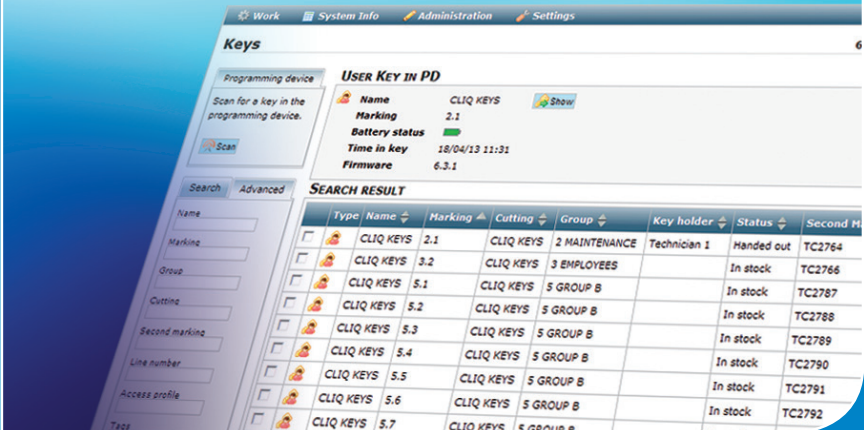 Work System Info Administration Settings
Keys
6
Programming device
Scan for a key in the
programming device.
Scan
USER KEY IN PD
Name CLIQ KEYS Show
Marking 2.1
Battery status
Time in key 18/04/13 11:31
Firmware 6.3.1
Search Advanced
Name
Marking
Group
Cutting
Second marking
Line number
Access profile
Tags
SEARCH RESULT
Type Name Marking Cutting Group Key holder Status Second M
CLIQ KEYS 2.1 CLIQ KEYS 2 MAINTENANCE Technician 1 Handed out TC2764
CLIQ KEYS 3.2 CLIQ KEYS 3 EMPLOYEES In stock TC2766
CLIQ KEYS 5.1 CLIQ KEYS 5 GROUP B In stock TC2787
CLIQ KEYS 5.2 CLIQ KEYS 5 GROUP B In stock TC2788
CLIQ KEYS 5.3 CLIQ KEYS 5 GROUP B In stock TC2789
CLIQ KEYS 5.4 CLIQ KEYS 5 GROUP B In stock TC2790
CLIQ KEYS 5.5 CLIQ KEYS 5 GROUP B In stock TC2791
CLIQ KEYS 5.6 CLIQ KEYS 5 GROUP B In stock TC2792
CLIQ KEYS 5.7 CLIQ KEYS 5 GROUP B